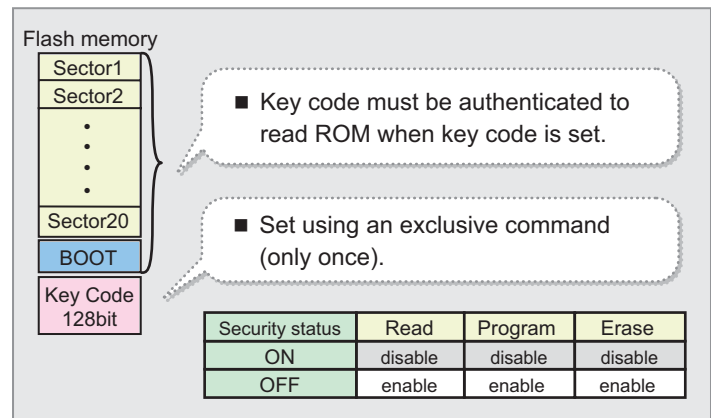 Flash memory
Sector1
Sector2
Sector20
BOOT
Key Code
128bit
■ Key code must be authenticated to
read ROM when key code is set.
■ Set using an exclusive command
(only once).
Security status Read Program Erase
ON disable disable disable
OFF enable enable enable